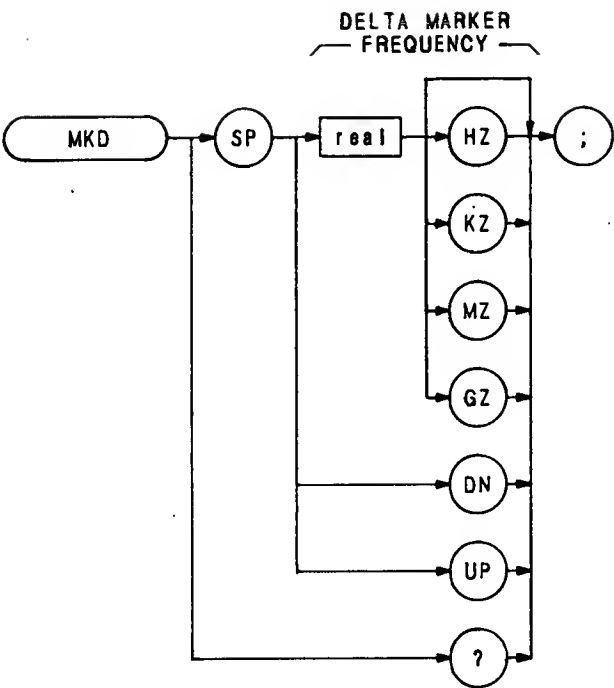 DELTA MARKER
FREQUENCY
MKD SP real HZ ;
KZ
MZ
GZ
DN
UP
?